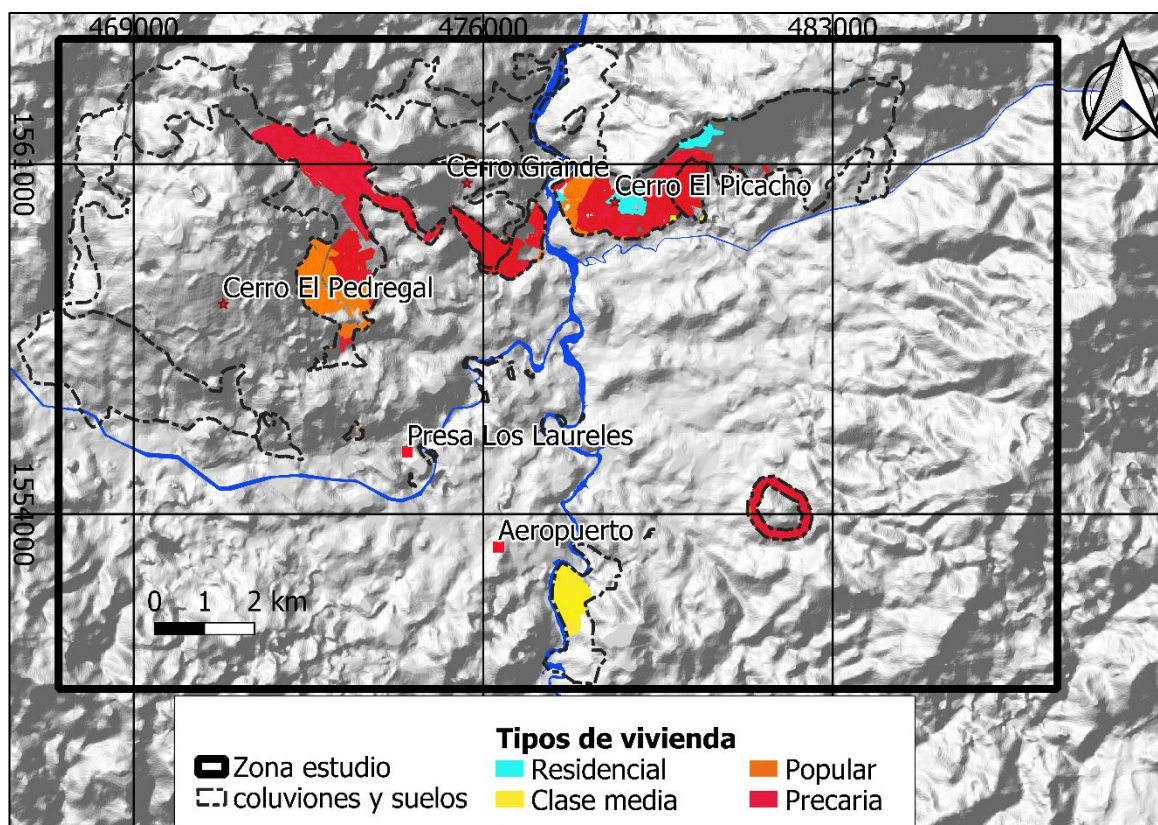 469000
476000
483000
1561000
Cerro Grande
Cerro El Picacho
Cerro El Pedregal
Presa Los Laureles
1554000
Aeropuerto
0 1 2 km
Tipos de vivienda
Zona estudio
Residencial
Popular
coluviones y suelos
Clase media
Precaria